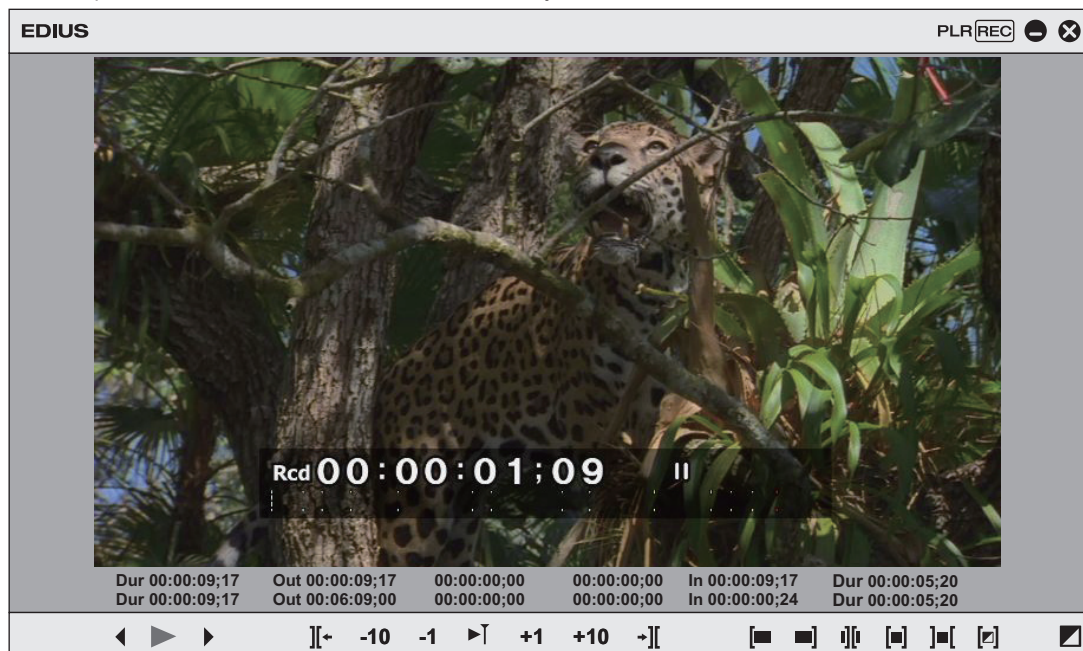 EDIUS PLR REC
Rcd 00:00:01;09
Dur 00:00:09;17 Out 00:00:09;17 00:00:00;00 00:00:00;00 In 00:00:09;17 Dur 00:00:05;20
Dur 00:00:09;17 Out 00:06:09;00 00:00:00;00 00:00:00;00 In 00:00:00;24 Dur 00:00:05;20
-10 -1 +1 +10